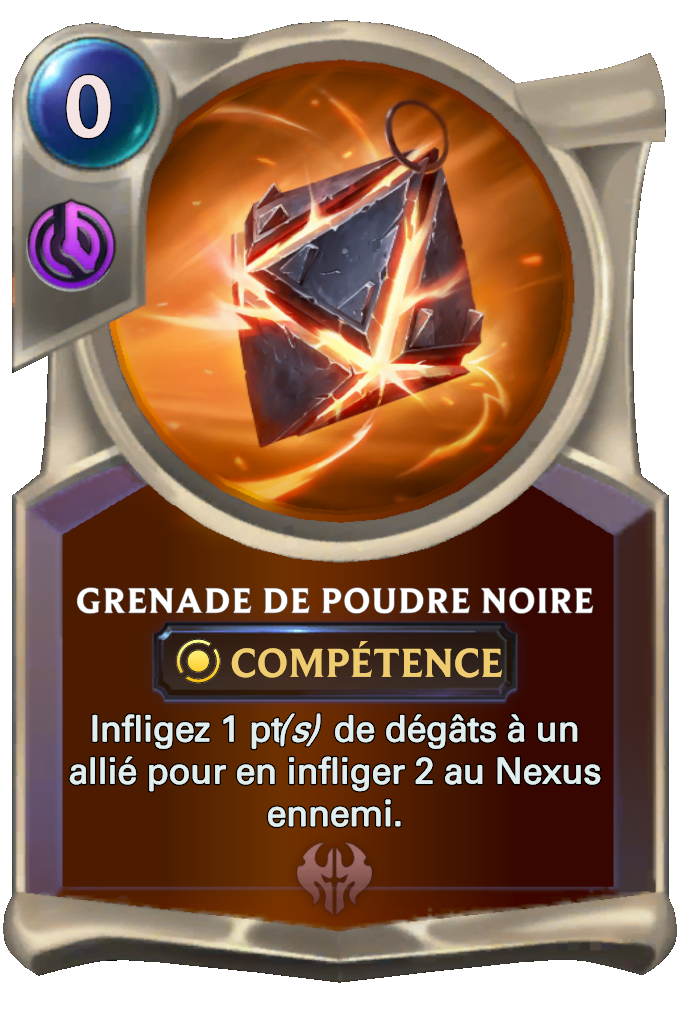 0
GRENADE DE POUDRE NOIRE
COMPÉTENCE
Infligez 1 pt(s) de dégâts à un
allié pour en infliger 2 au Nexus
ennemi.